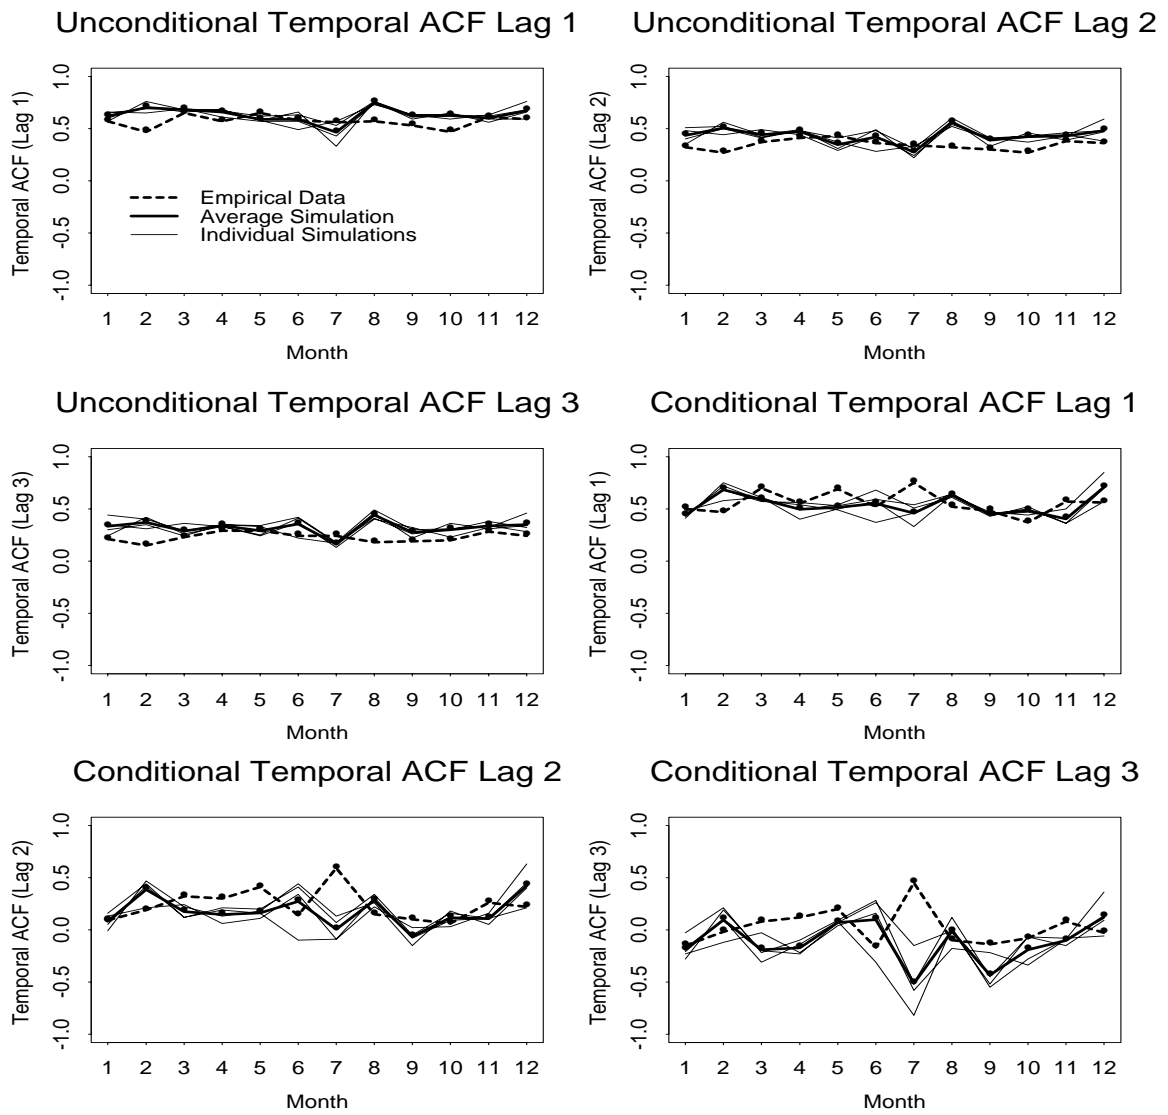 Unconditional Temporal ACF Lag 1
Temporal ACF (Lag 1)
1.0
0.5
0.0
-0.5
-1.0
Empirical Data
Average Simulation
Individual Simulations
1 2 3 4 5 6 7 8 9 10 11 12
Month
Unconditional Temporal ACF Lag 2
Temporal ACF (Lag 2)
1.0
0.5
0.0
-0.5
-1.0
1 2 3 4 5 6 7 8 9 10 11 12
Month
Unconditional Temporal ACF Lag 3
Temporal ACF (Lag 3)
1.0
0.5
0.0
-0.5
-1.0
1 2 3 4 5 6 7 8 9 10 11 12
Month
Conditional Temporal ACF Lag 1
Temporal ACF (Lag 1)
1.0
0.5
0.0
-0.5
-1.0
1 2 3 4 5 6 7 8 9 10 11 12
Month
Conditional Temporal ACF Lag 2
Temporal ACF (Lag 2)
1.0
0.5
0.0
-0.5
-1.0
1 2 3 4 5 6 7 8 9 10 11 12
Month
Conditional Temporal ACF Lag 3
Temporal ACF (Lag 3)
1.0
0.5
0.0
-0.5
-1.0
1 2 3 4 5 6 7 8 9 10 11 12
Month